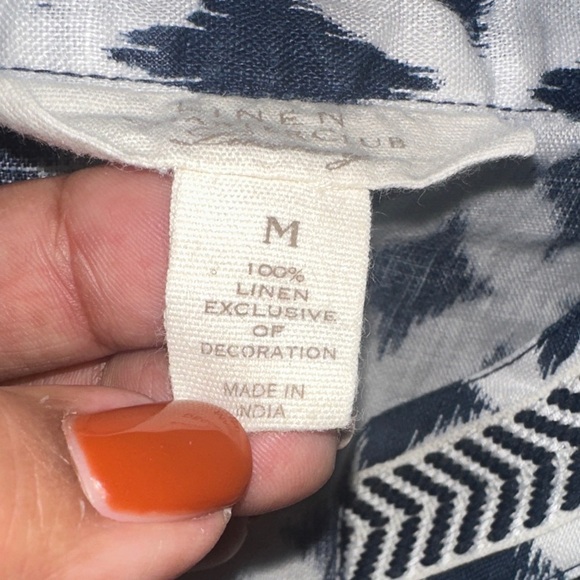 LINEN
CLUB
M
100%
LINEN
EXCLUSIVE
OF
DECORATION
MADE IN
INDIA